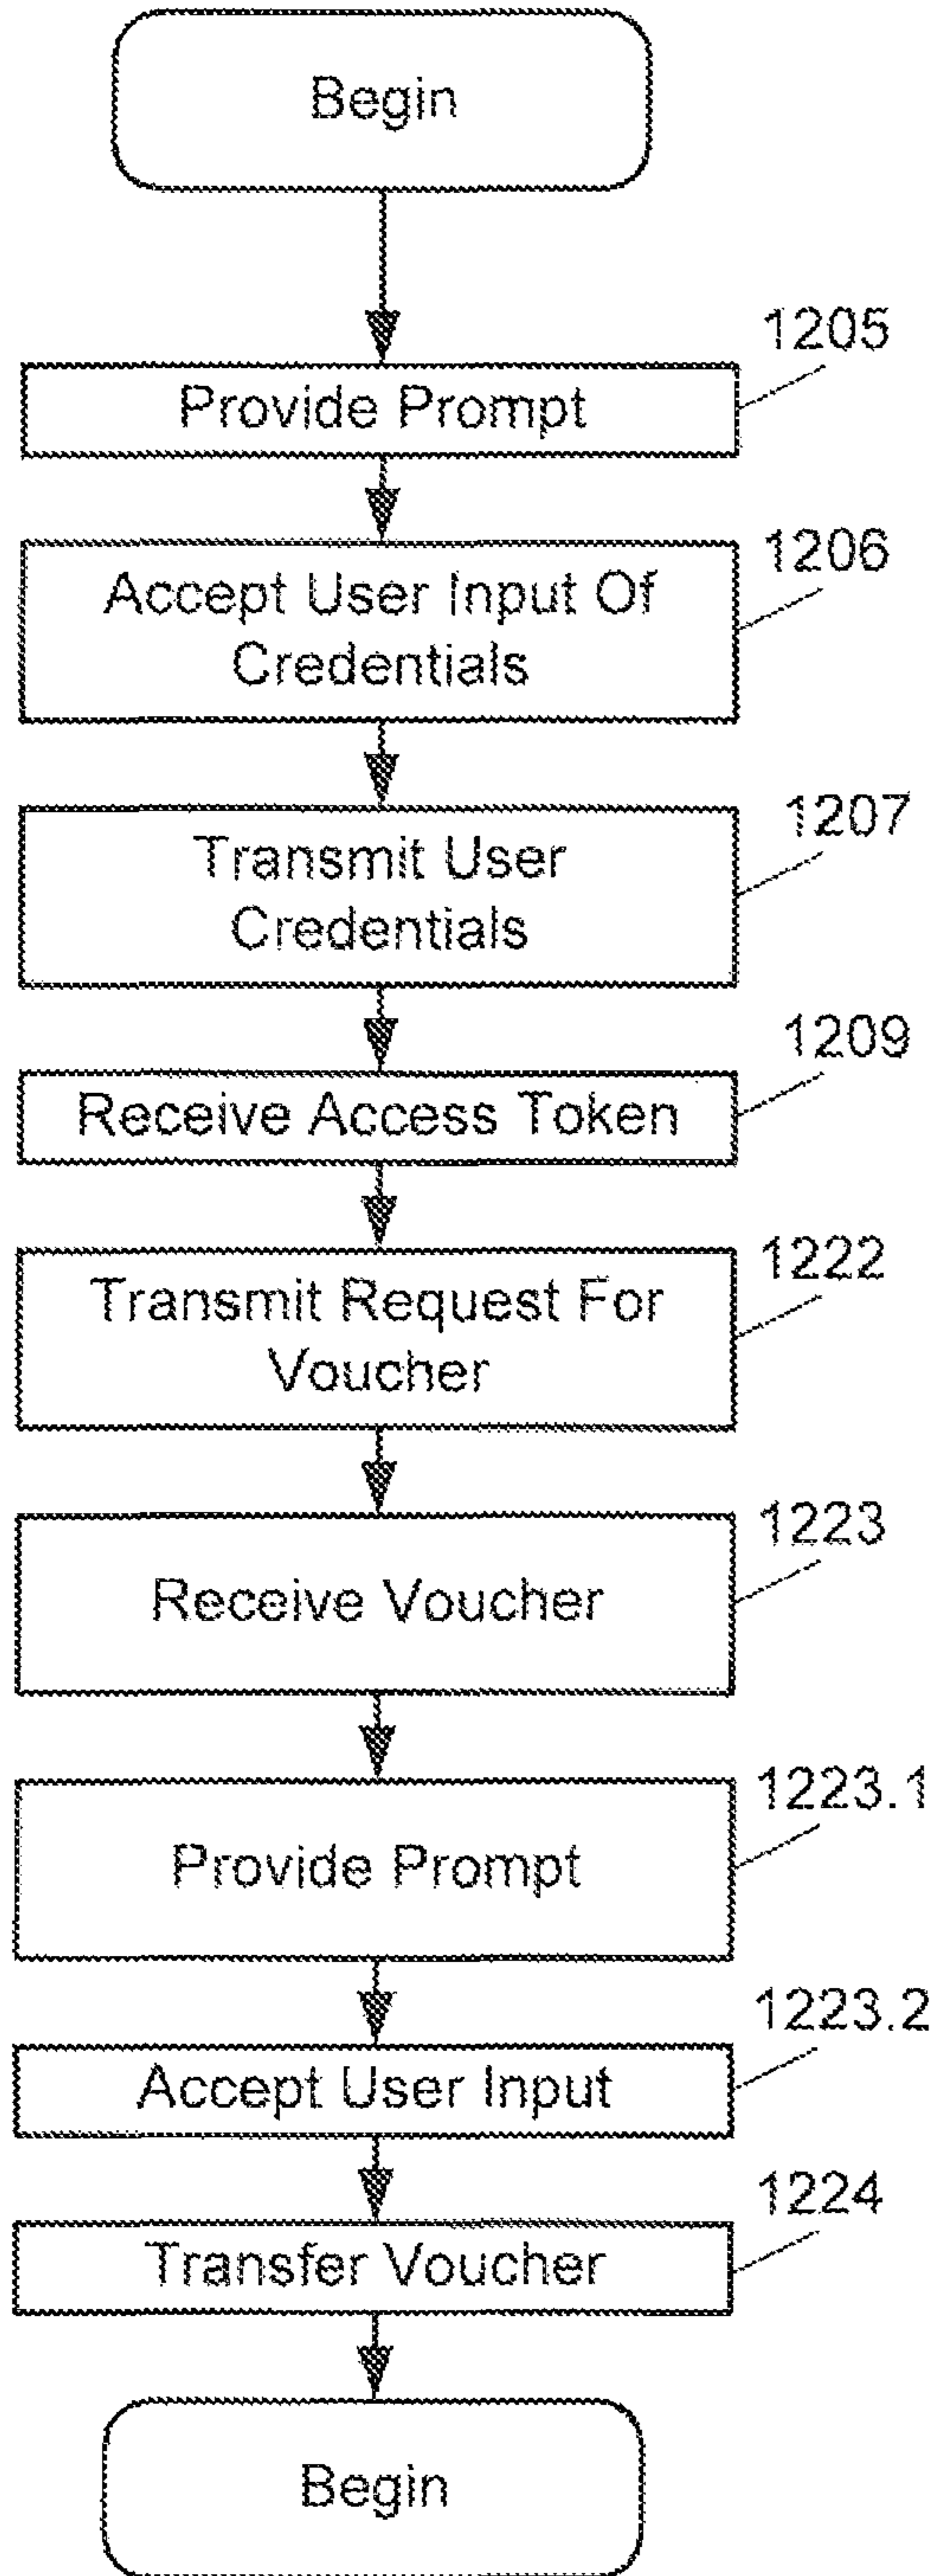 Begin
1205
Provide Prompt
1206
Accept User Input Of
Credentials
1207
Transmit User
Credentials
1209
Receive Access Token
1222
Transmit Request For
Voucher
1223
Receive Voucher
1223.1
Provide Prompt
1223.2
Accept User Input
1224
Transfer Voucher
Begin